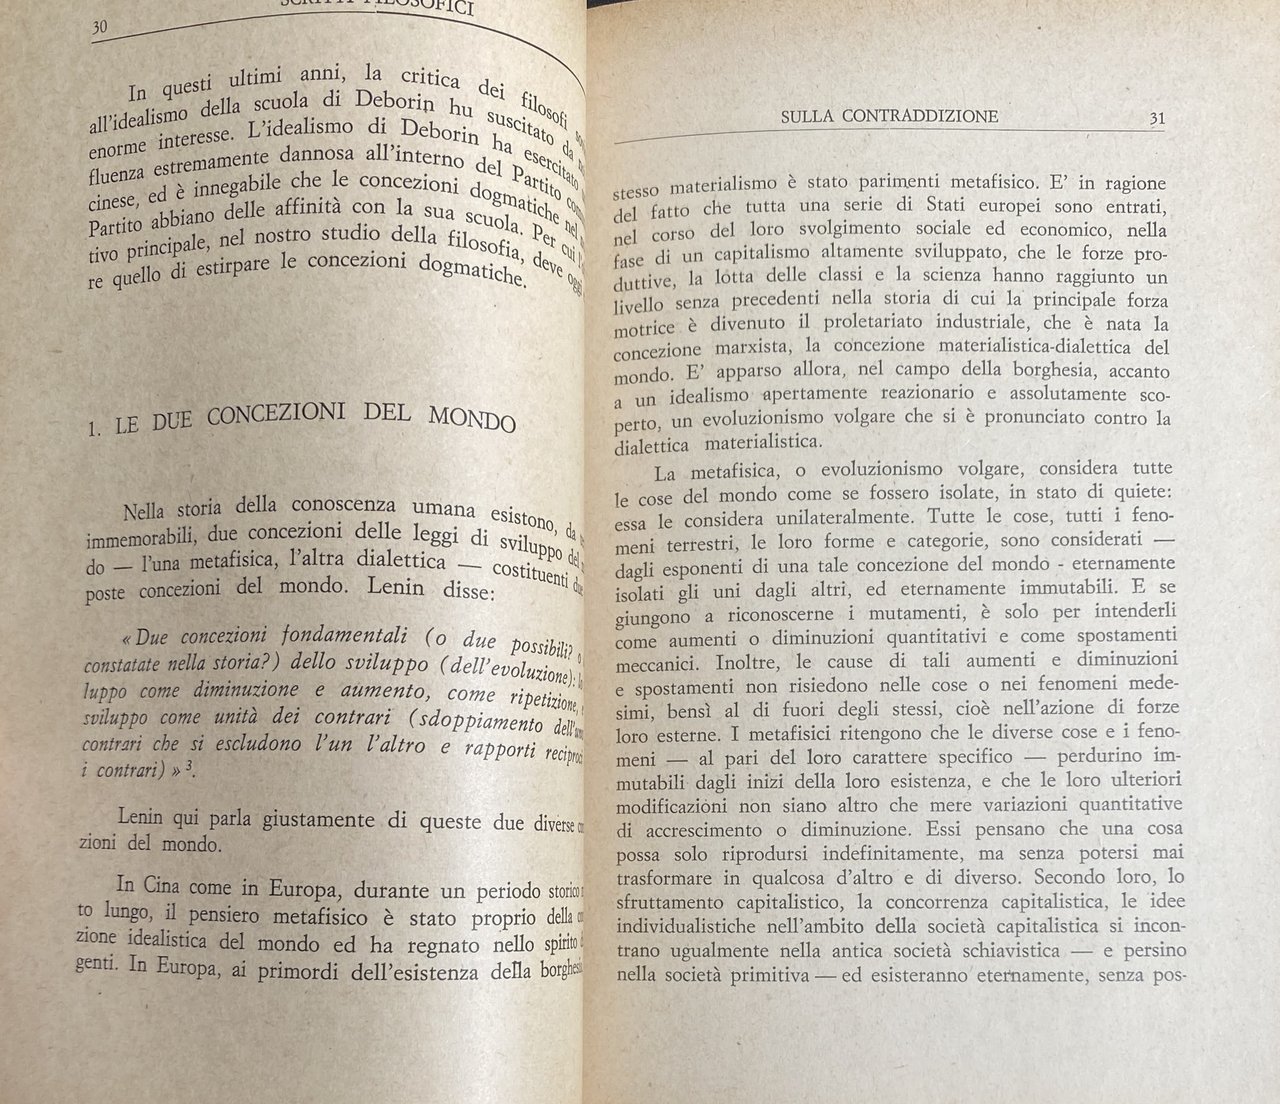 30
SCRITTI FILOSOFICI
In questi ultimi anni, la critica dei filosofi
all'idealismo della scuola di Deborin hu suscitato da
enorme interesse. L'idealismo di Deborin ha esercitato
fluenza estremamente dannosa all'interno del Partito
cinese, ed è innegabile che le concezioni dogmatiche nel
Partito abbiano delle affinità con la sua scuola. Per cui
tivo principale, nel nostro studio della filosofia, deve oggi
re quello di estirpare le concezioni dogmatiche.
1. LE DUE CONCEZIONI DEL MONDO
Nella storia della conoscenza umana esistono, da
immemorabili, due concezioni delle leggi di sviluppo del
do — l'una metafisica, l'altra dialettica — costituenti
poste concezioni del mondo. Lenin disse:
« Due concezioni fondamentali (o due possibili? o
constatate nella storia?) dello sviluppo (dell'evoluzione):
luppo come diminuzione e aumento, come ripetizione,
sviluppo come unità dei contrari (sdoppiamento
contrari che si escludono l'un l'altro e rapporti
i contrari) » 3.
Lenin qui parla giustamente di queste due diverse
zioni del mondo.
In Cina come in Europa, durante un periodo storico
to lungo, il pensiero metafisico è stato proprio della
zione idealistica del mondo ed ha regnato nello spirito
genti. In Europa, ai primordi dell'esistenza della
SULLA CONTRADDIZIONE
31
stesso materialismo è stato parimenti metafisico. E' in ragione
del fatto che tutta una serie di Stati europei sono entrati,
nel corso del loro svolgimento sociale ed economico, nella
fase di un capitalismo altamente sviluppato, che le forze pro-
duttive, la lotta delle classi e la scienza hanno raggiunto un
livello senza precedenti nella storia di cui la principale forza
motrice è divenuto il proletariato industriale, che è nata la
concezione marxista, la concezione materialistica-dialettica del
mondo. E' apparso allora, nel campo della borghesia, accanto
a un idealismo apertamente reazionario e assolutamente sco-
perto, un evoluzionismo volgare che si è pronunciato contro la
dialettica materialistica.
La metafisica, o evoluzionismo volgare, considera tutte
le cose del mondo come se fossero isolate, in stato di quiete:
essa le considera unilateralmente. Tutte le cose, tutti i feno-
meni terrestri, le loro forme e categorie, sono considerati —
dagli esponenti di una tale concezione del mondo - eternamente
isolati gli uni dagli altri, ed eternamente immutabili. E se
giungono a riconoscerne i mutamenti, è solo per intenderli
come aumenti o diminuzioni quantitativi e come spostamenti
meccanici. Inoltre, le cause di tali aumenti e diminuzioni
e spostamenti non risiedono nelle cose o nei fenomeni mede-
simi, bensì al di fuori degli stessi, cioè nell'azione di forze
loro esterne. I metafisici ritengono che le diverse cose e i feno-
meni — al pari del loro carattere specifico — perdurino im-
mutabili dagli inizi della loro esistenza, e che le loro ulteriori
modificazioni non siano altro che mere variazioni quantitative
di accrescimento o diminuzione. Essi pensano che una cosa
possa solo riprodursi indefinitamente, ma senza potersi mai
trasformare in qualcosa d'altro e di diverso. Secondo loro, lo
sfruttamento capitalistico, la concorrenza capitalistica, le idee
individualistiche nell'ambito della società capitalistica si incon-
trano ugualmente nella antica società schiavistica — e persino
nella società primitiva — ed esisteranno eternamente, senza pos-